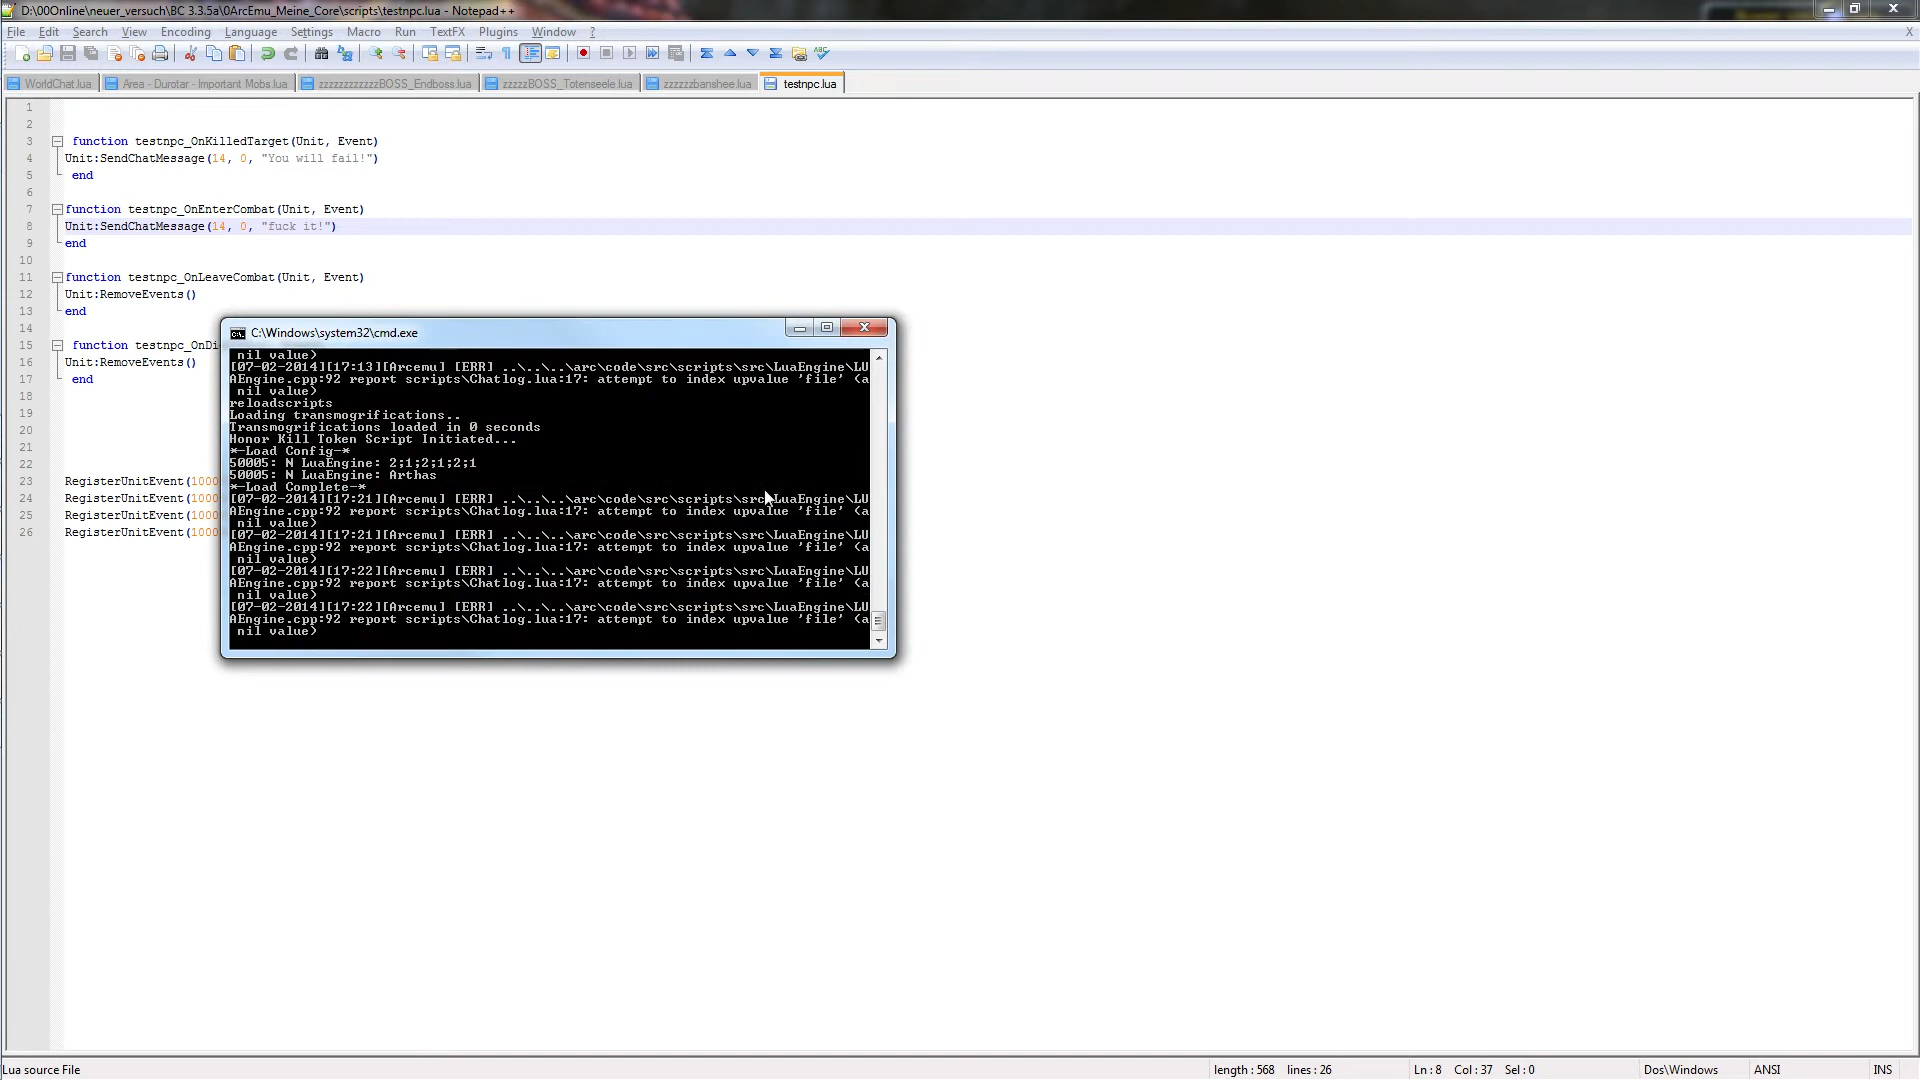 D:\00Online\neuer_versuch\BC 3.3.5a\0ArcEmu_Meine_Core\scripts\testnpc.lua - Notepad++
File Edit Search View Encoding Language Settings Macro Run TextFX Plugins Window ? X
WorldChat.lua Area - Durotar - Important Mobs.lua zzzzzzzzzzzzBOSS_Endboss.lua zzzzzBOSS_Totenseele.lua zzzzzzbanshee.lua testnpc.lua
1
2
3 function testnpc_OnKilledTarget(Unit, Event)
4 Unit:SendChatMessage(14, 0, "You will fail!")
5 end
6
7 function testnpc_OnEnterCombat(Unit, Event)
8 Unit:SendChatMessage(14, 0, "fuck it!")
9 end
10
11 function testnpc_OnLeaveCombat(Unit, Event)
12 Unit:RemoveEvents()
13 end
14
15 function testnpc_OnDi
16 Unit:RemoveEvents()
17 end
18
19
20
21
22
23 RegisterUnitEvent(1000
24 RegisterUnitEvent(1000
25 RegisterUnitEvent(1000
26 RegisterUnitEvent(1000
C:\Windows\system32\cmd.exe
nil value)
[07-02-2014][17:13][Arcemu] [ERR] ..\..\..\arc\code\src\scripts\src\LuaEngine\LU
AEngine.cpp:92 report scripts\Chatlog.lua:17: attempt to index upvalue 'file' (a
nil value)
reloadscripts
Loading transmogrifications..
Transmogrifications loaded in 0 seconds
Honor Kill Token Script Initiated...
*-Load Config-*
50005: N LuaEngine: 2;1;2;1;2;1
50005: N LuaEngine: Arthas
*-Load Complete-*
[07-02-2014][17:21][Arcemu] [ERR] ..\..\..\arc\code\src\scripts\src\LuaEngine\LU
AEngine.cpp:92 report scripts\Chatlog.lua:17: attempt to index upvalue 'file' (a
nil value)
[07-02-2014][17:21][Arcemu] [ERR] ..\..\..\arc\code\src\scripts\src\LuaEngine\LU
AEngine.cpp:92 report scripts\Chatlog.lua:17: attempt to index upvalue 'file' (a
nil value)
[07-02-2014][17:22][Arcemu] [ERR] ..\..\..\arc\code\src\scripts\src\LuaEngine\LU
AEngine.cpp:92 report scripts\Chatlog.lua:17: attempt to index upvalue 'file' (a
nil value)
[07-02-2014][17:22][Arcemu] [ERR] ..\..\..\arc\code\src\scripts\src\LuaEngine\LU
AEngine.cpp:92 report scripts\Chatlog.lua:17: attempt to index upvalue 'file' (a
nil value)
Lua source File length : 568 lines : 26 Ln : 8 Col : 37 Sel : 0 Dos\Windows ANSI INS